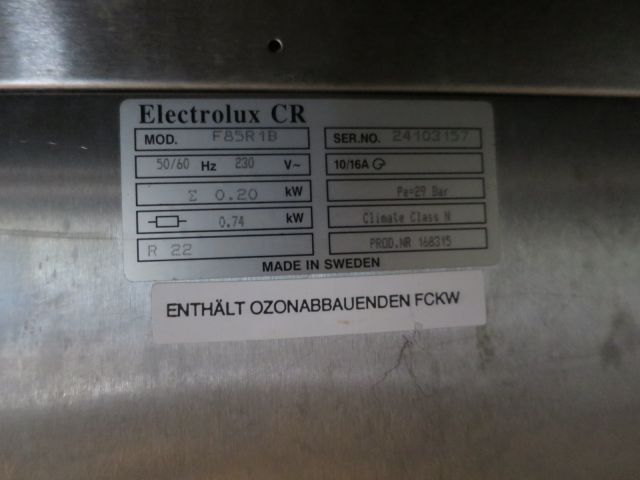 Electrolux CR
MOD. F85R1B SER.NO. 24103157
50/60 Hz 230 V~ 10/16A
Σ 0.20 kW Pe=29 Bar
0.74 kW Climate Class N
R 22 PROD.NR 168315
MADE IN SWEDEN
ENTHÄLT OZONABBAUENDEN FCKW